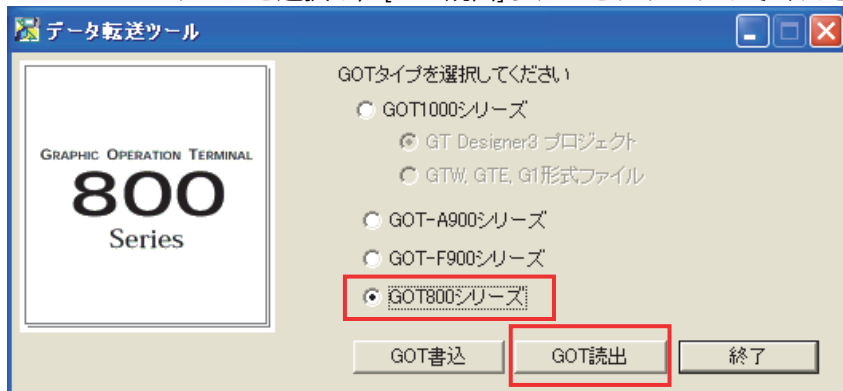 データ転送ツール
GOTタイプを選択してください
GOT1000シリーズ
GT Designer3 プロジェクト
GTW, GTE, G1形式ファイル
GOT-A900シリーズ
GOT-F900シリーズ
GOT800シリーズ
GRAPHIC OPERATION TERMINAL
800
Series
GOT書込
GOT読出
終了